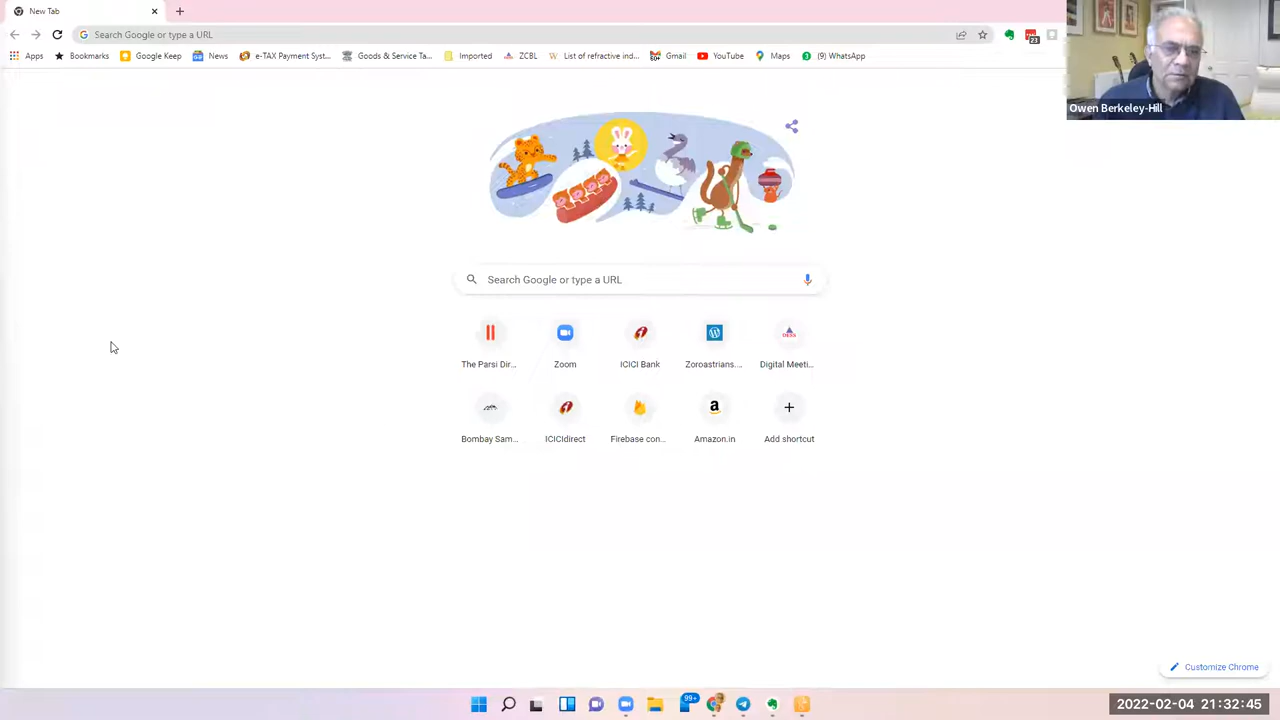 New Tab
Search Google or type a URL
23
Apps Bookmarks Google Keep News e-TAX Payment Syst... Goods & Service Ta... Imported ZCBL List of refractive ind... Gmail YouTube Maps (9) WhatsApp
Owen Berkeley-Hill
Search Google or type a URL
The Parsi Dir... Zoom ICICI Bank Zoroastrians.... Digital Meeti...
Bombay Sam... ICICIdirect Firebase con... Amazon.in Add shortcut
Customize Chrome
99+
2022-02-04 21:32:45